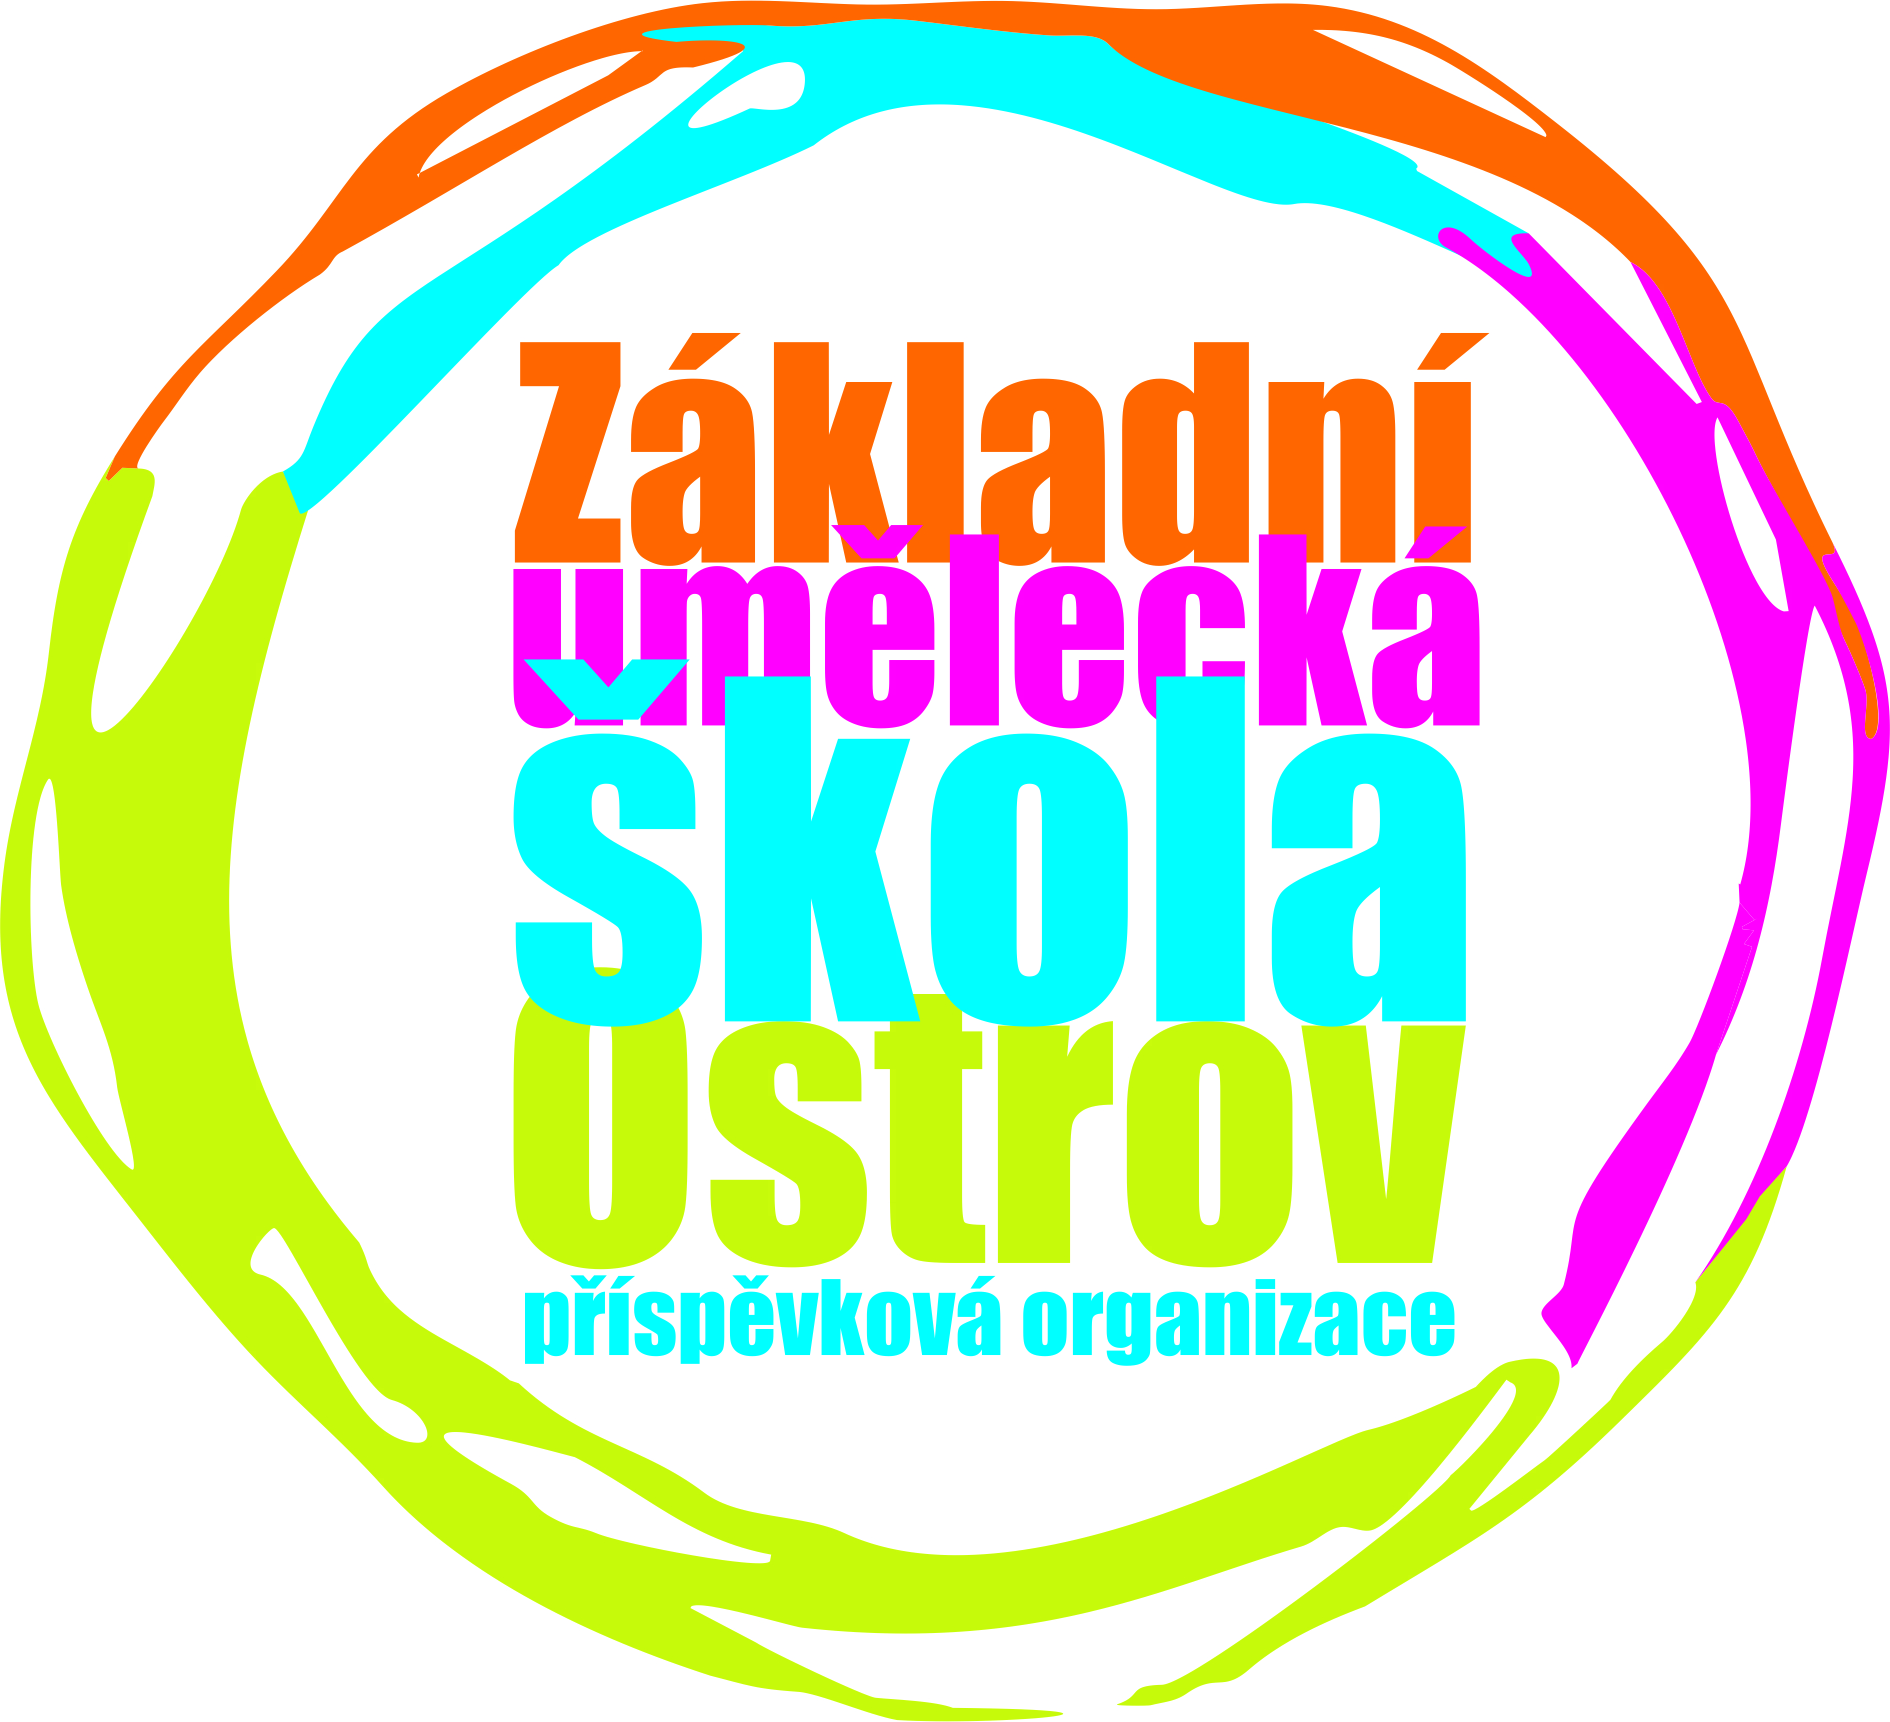 Základní
umělecká
škola
Ostrov
příspěvková organizace